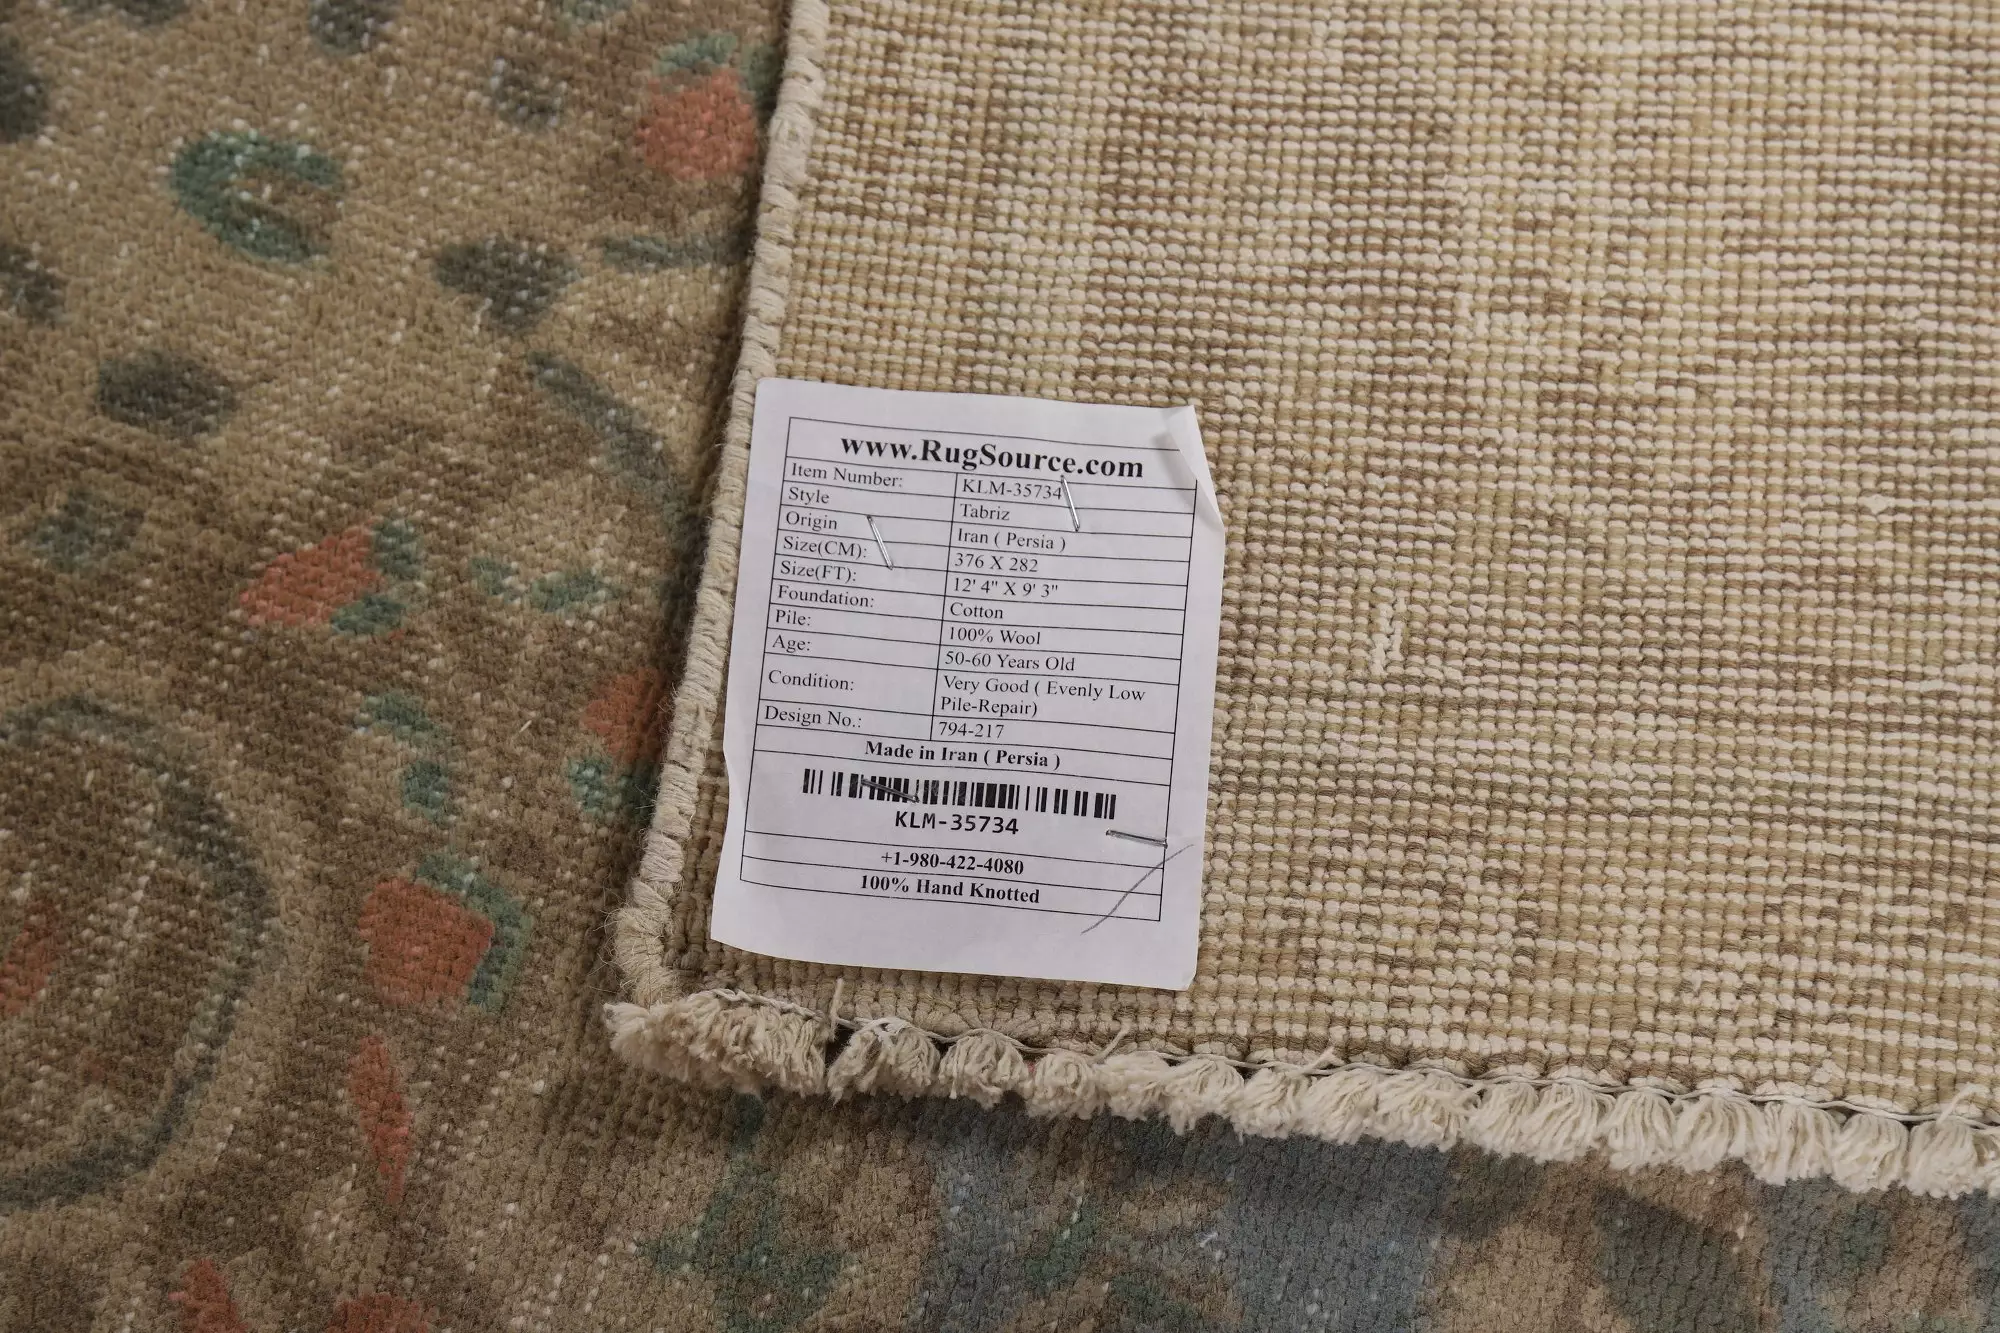 www.RugSource.com
Item Number: KLM-35734
Style Tabriz
Origin Iran ( Persia )
Size(CM): 376 X 282
Size(FT): 12' 4" X 9' 3"
Foundation: Cotton
Pile: 100% Wool
Age: 50-60 Years Old
Condition: Very Good ( Evenly Low
Pile-Repair)
Design No.: 794-217
Made in Iran ( Persia )
KLM-35734
+1-980-422-4080
100% Hand Knotted